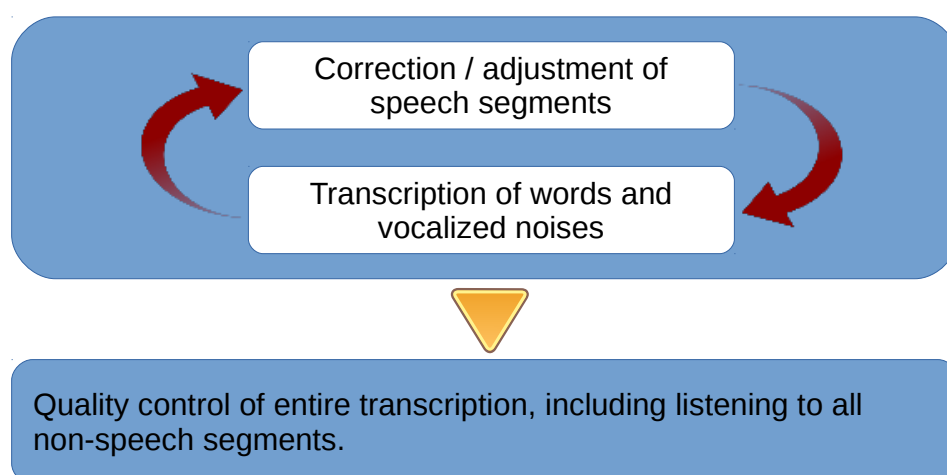 Correction / adjustment of
speech segments
Transcription of words and
vocalized noises
Quality control of entire transcription, including listening to all
non-speech segments.